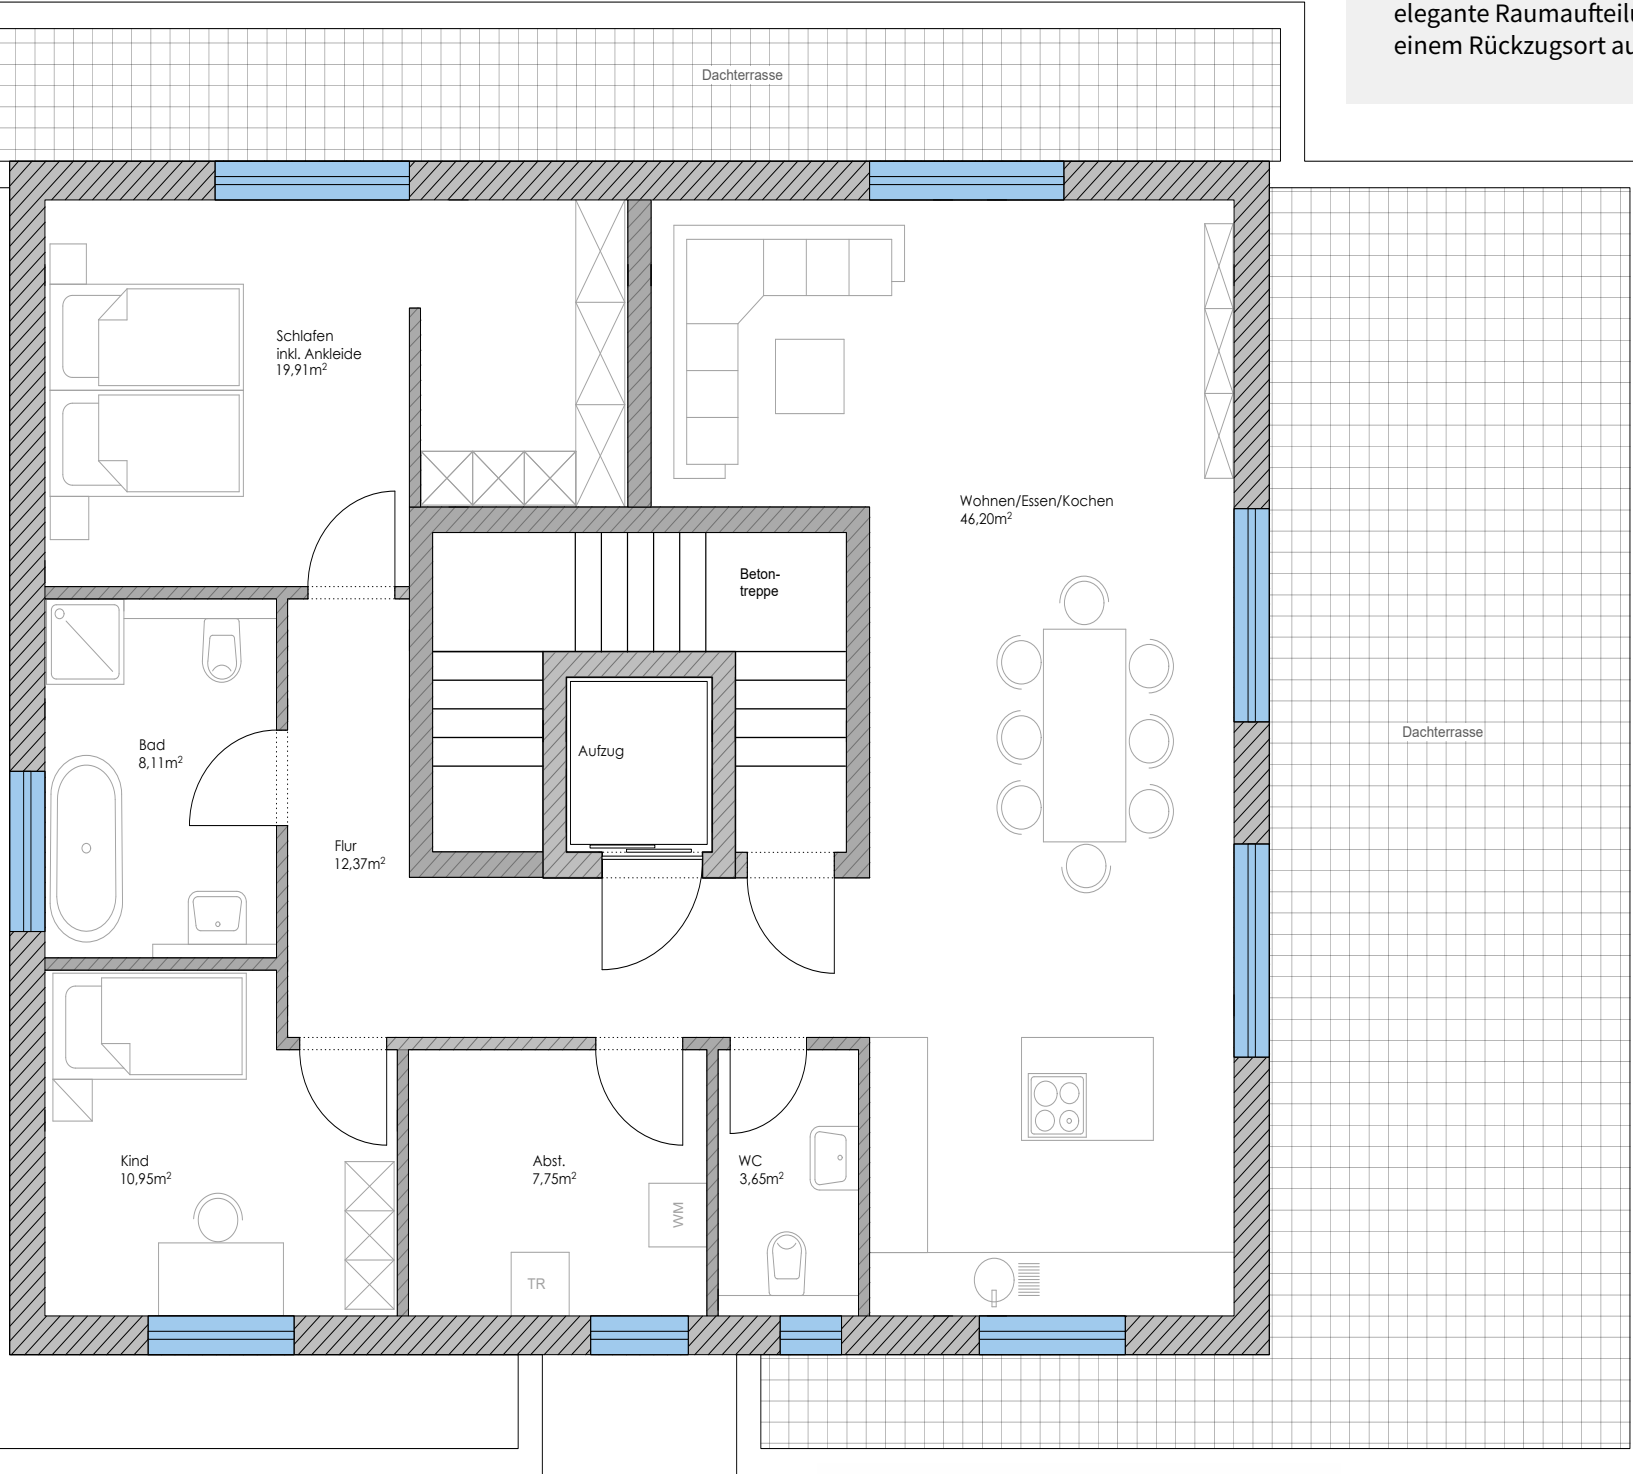 elegante Raumaufteil
einem Rückzugsort
Dachterrasse
Schlafen
inkl. Ankleide
19,91m²
Wohnen/Essen/Kochen
46,20m²
Beton-
treppe
Dachterrasse
Bad
8,11m²
Aufzug
Flur
12,37m²
Kind
10,95m²
Abst.
7,75m²
WC
3,65m²
WM
TR